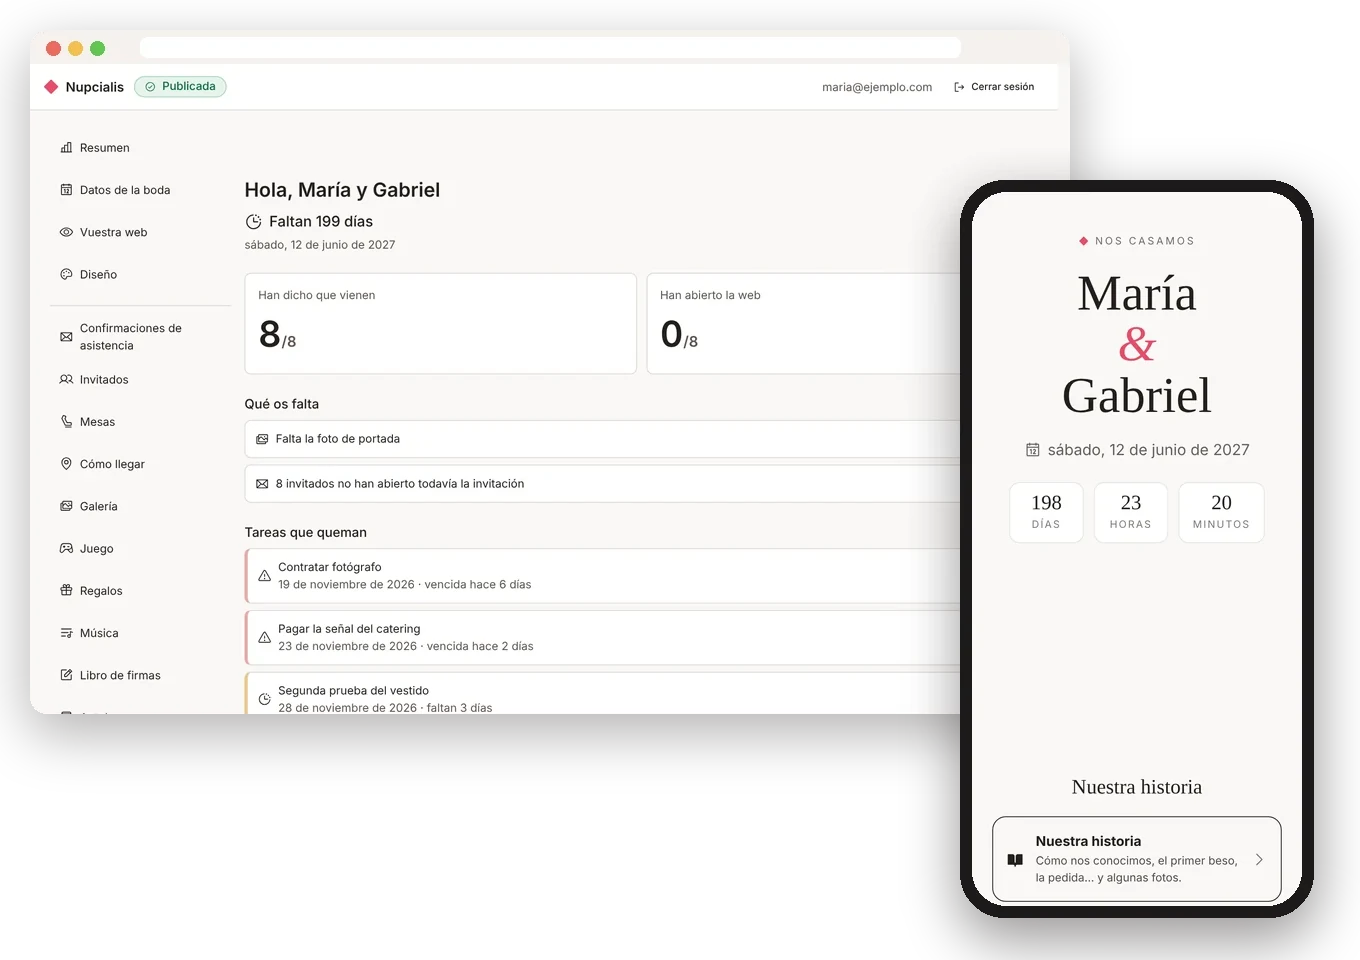 Nupcialis
Publicada
maria@ejemplo.com
Cerrar sesión
Resumen
Datos de la boda
Vuestra web
Diseño
Confirmaciones de
asistencia
Invitados
Mesas
Cómo llegar
Galería
Juego
Regalos
Música
Libro de firmas
Hola, María y Gabriel
Faltan 199 días
sábado, 12 de junio de 2027
Han dicho que vienen
8/8
Han abierto la web
0/8
Qué os falta
Falta la foto de portada
8 invitados no han abierto todavía la invitación
Tareas que queman
Contratar fotógrafo
19 de noviembre de 2026 · vencida hace 6 días
Pagar la señal del catering
23 de noviembre de 2026 · vencida hace 2 días
Segunda prueba del vestido
28 de noviembre de 2026 · faltan 3 días
NOS CASAMOS
María
&
Gabriel
sábado, 12 de junio de 2027
198
DÍAS
23
HORAS
20
MINUTOS
Nuestra historia
Nuestra historia
Cómo nos conocimos, el primer beso,
la pedida... y algunas fotos.